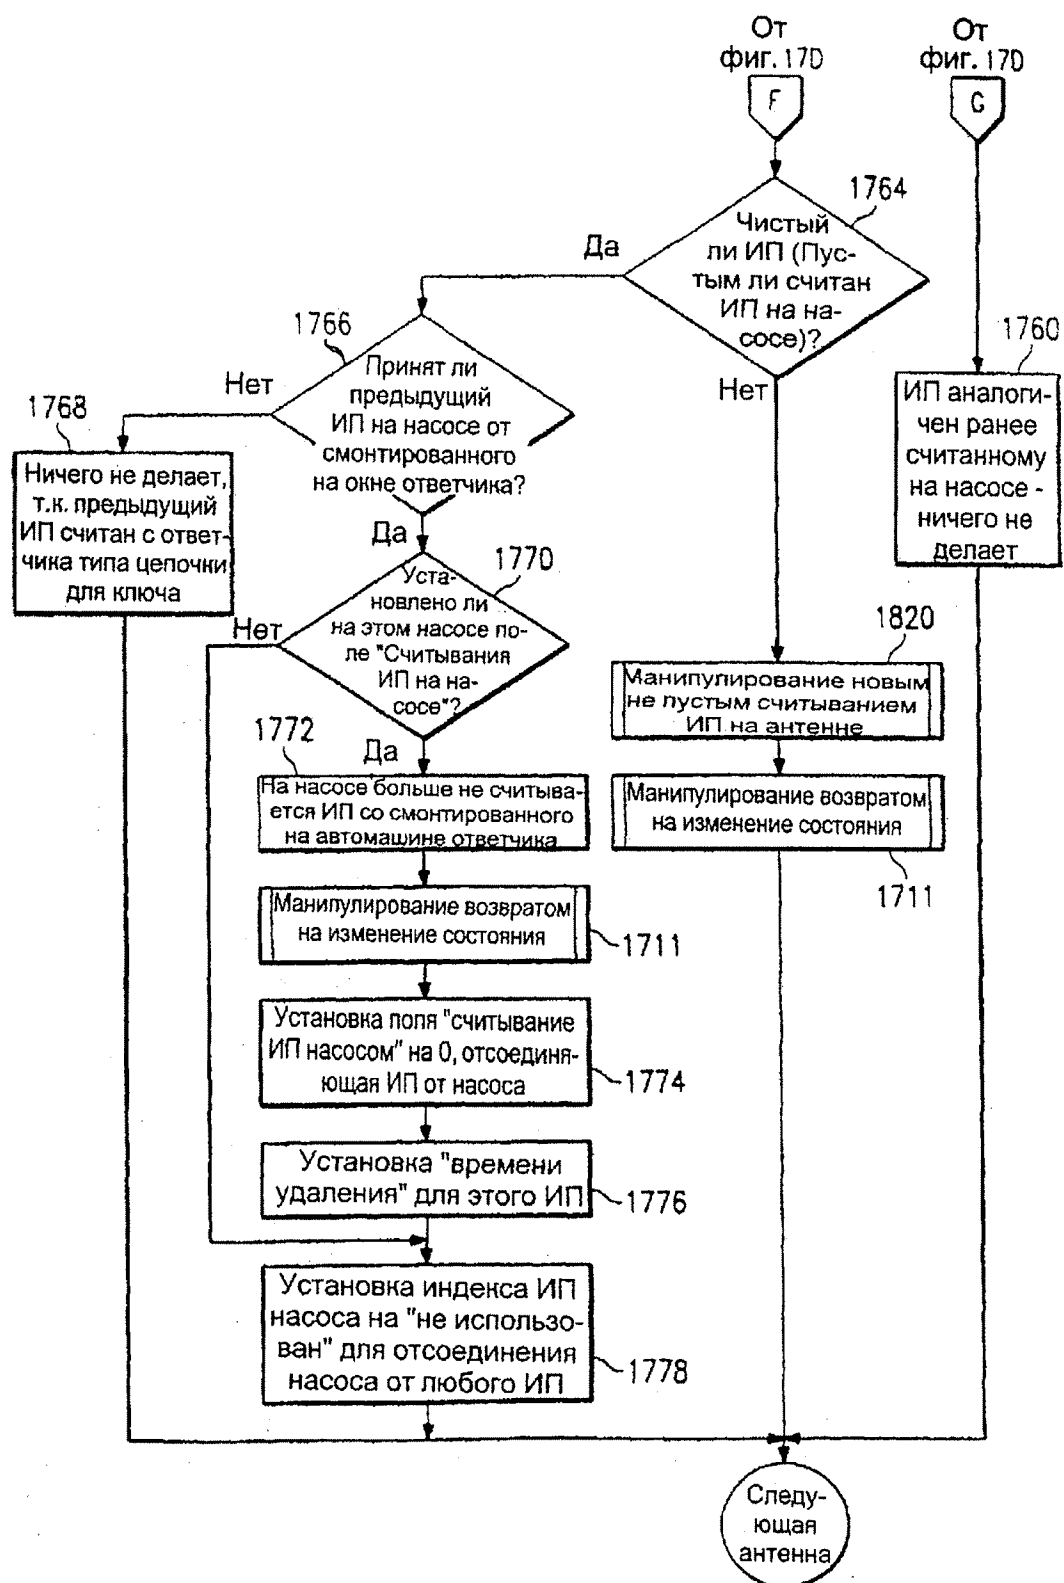 От
фиг. 17D
F
От
фиг. 17D
G
1764
Чистый
ли ИП (Пус-
тым ли считан
ИП на на-
сосе)?
Да
Нет
1766
Принят ли
предыдущий
ИП на насосе от
смонтированного
на окне ответчика?
Нет
Да
1760
ИП аналоги-
чен ранее
считанному
на насосе -
ничего не
делает
1768
Ничего не делает,
т.к. предыдущий
ИП считан с ответ-
чика типа цепочки
для ключа
1770
Уста-
новлено ли
на этом насосе по-
ле "Считывания
ИП на на-
сосе"?
Нет
Да
1820
Манипулирование новым
не пустым считыванием
ИП на антенне
Манипулирование возвратом
на изменение состояния
1711
1772
На насосе больше не считыва-
ется ИП со смонтированного
на автомашине ответчика
Манипулирование возвратом
на изменение состояния
1711
Установка поля "считывание
ИП насосом" на 0, отсоединя-
ющая ИП от насоса
1774
Установка "времени
удаления" для этого ИП
1776
Установка индекса ИП
насоса на "не использо-
ван" для отсоединения
насоса от любого ИП
1778
Следу-
ющая
антенна